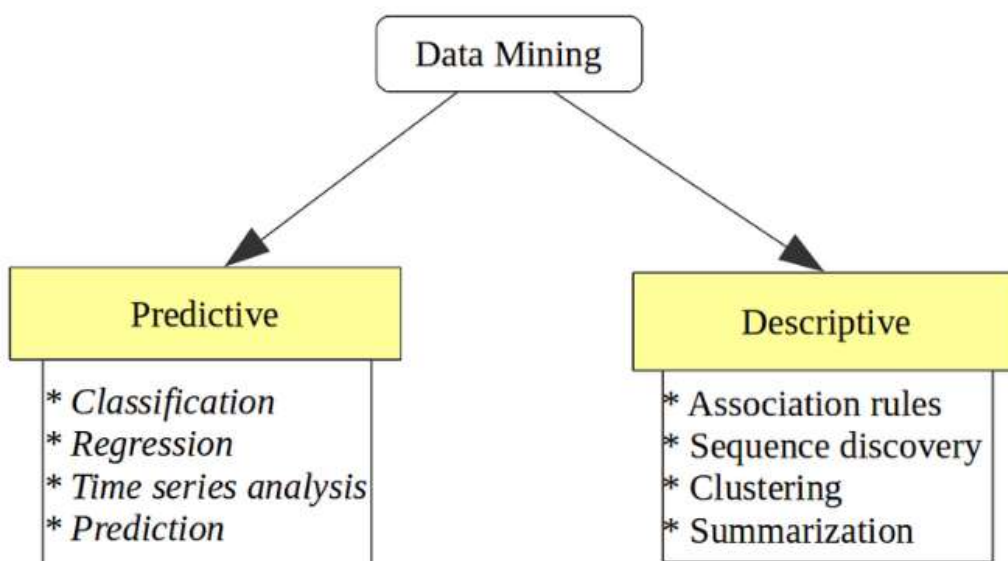 Data Mining
Predictive
* Classification
* Regression
* Time series analysis
* Prediction
Descriptive
* Association rules
* Sequence discovery
* Clustering
* Summarization